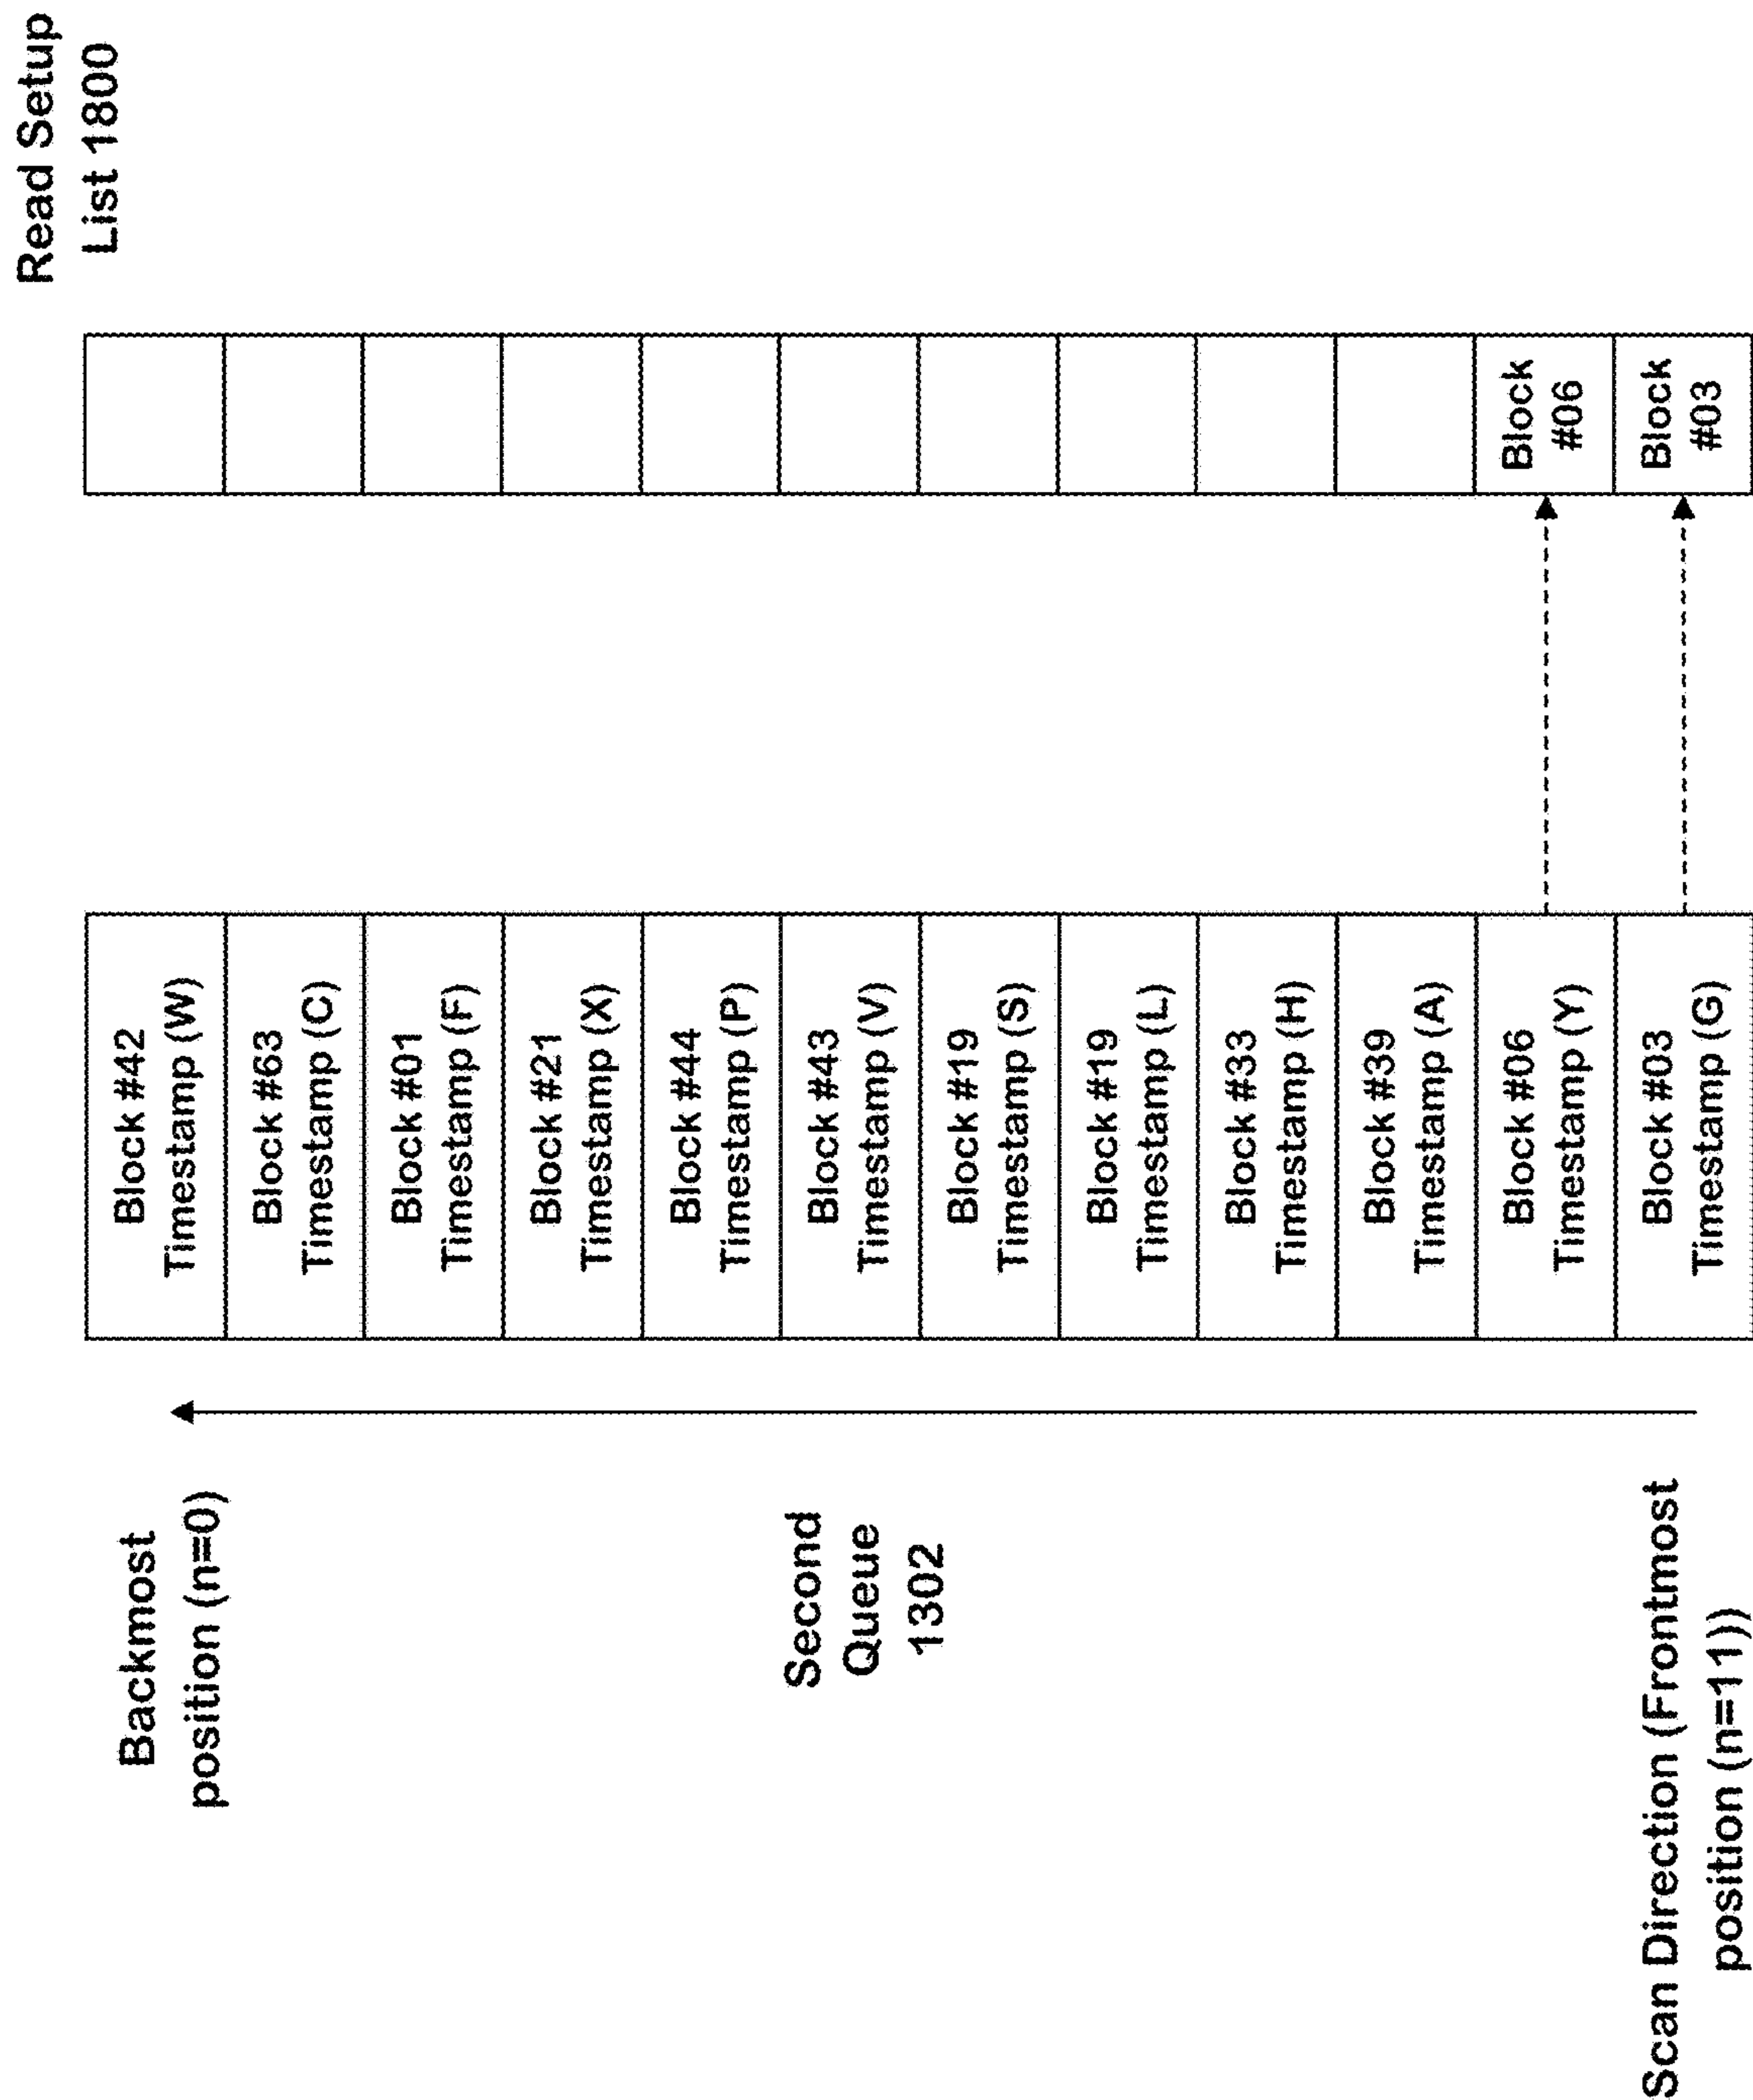 Read Setup
List 1800
Backmost
position (n=0)
Second
Queue
1302
Scan Direction (Frontmost
position (n=11))
Block #42
Timestamp (W)
Block #63
Timestamp (C)
Block #01
Timestamp (F)
Block #21
Timestamp (X)
Block #44
Timestamp (P)
Block #43
Timestamp (V)
Block #19
Timestamp (S)
Block #19
Timestamp (L)
Block #33
Timestamp (H)
Block #39
Timestamp (A)
Block #06
Timestamp (Y)
Block #03
Timestamp (G)
Block
#06
Block
#03